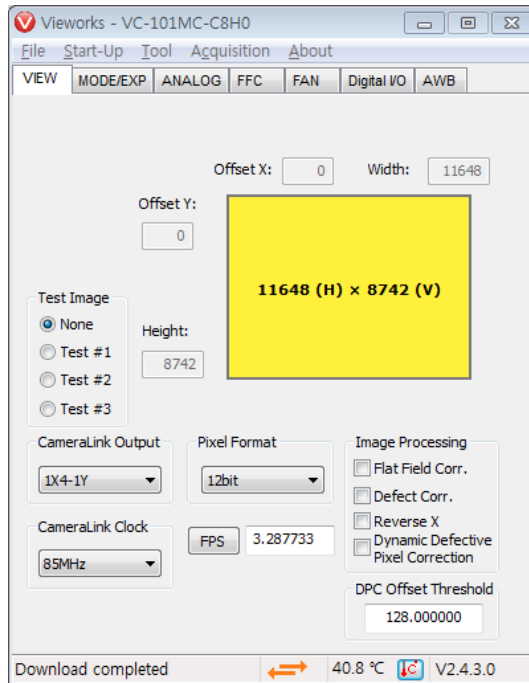 Vieworks - VC-101MC-C8H0
File Start-Up Tool Acquisition About
VIEW MODE/EXP ANALOG FFC FAN Digital I/O AWB
Offset X: 0 Width: 11648
Offset Y:
0
11648 (H) × 8742 (V)
Test Image
None
Test #1
Test #2
Test #3
Height:
8742
CameraLink Output
1X4-1Y
Pixel Format
12bit
Image Processing
Flat Field Corr.
Defect Corr.
Reverse X
Dynamic Defective
Pixel Correction
CameraLink Clock
85MHz
FPS 3.287733
DPC Offset Threshold
128.000000
Download completed 40.8 ℃ V2.4.3.0